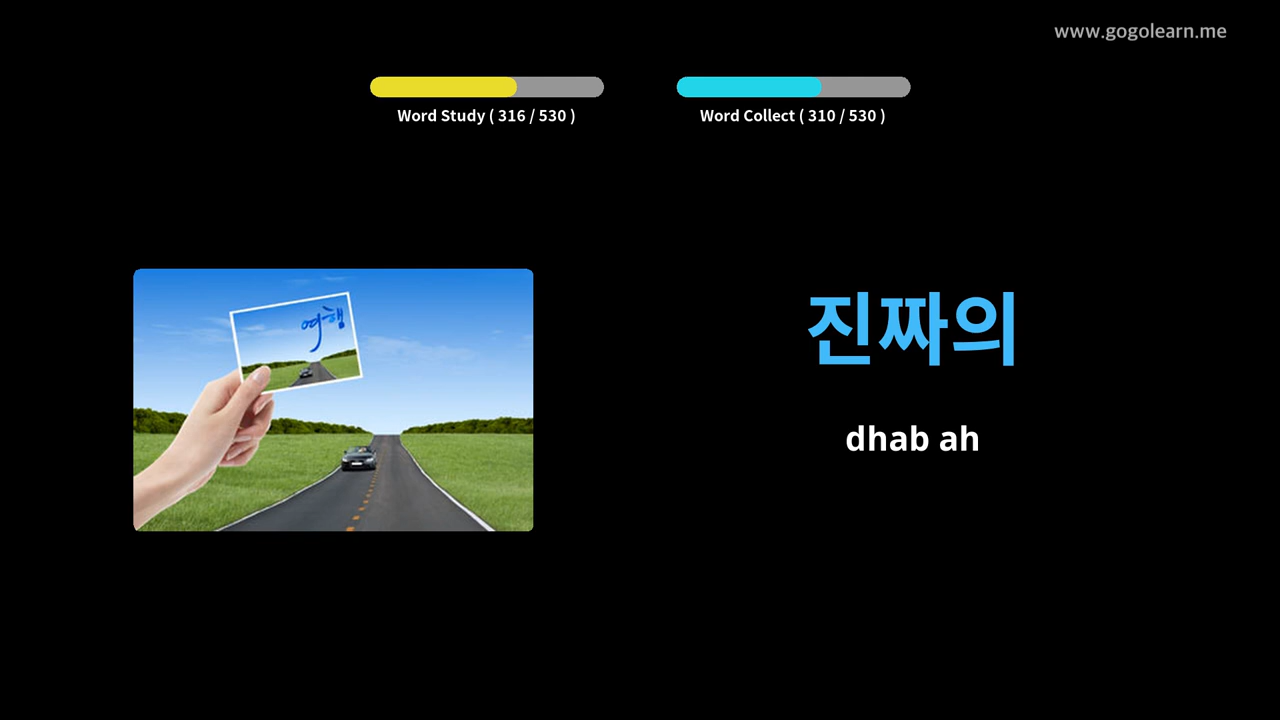 www.gogolearn.me
Word Study ( 316 / 530 )
Word Collect ( 310 / 530 )
여행
진짜의
dhab ah